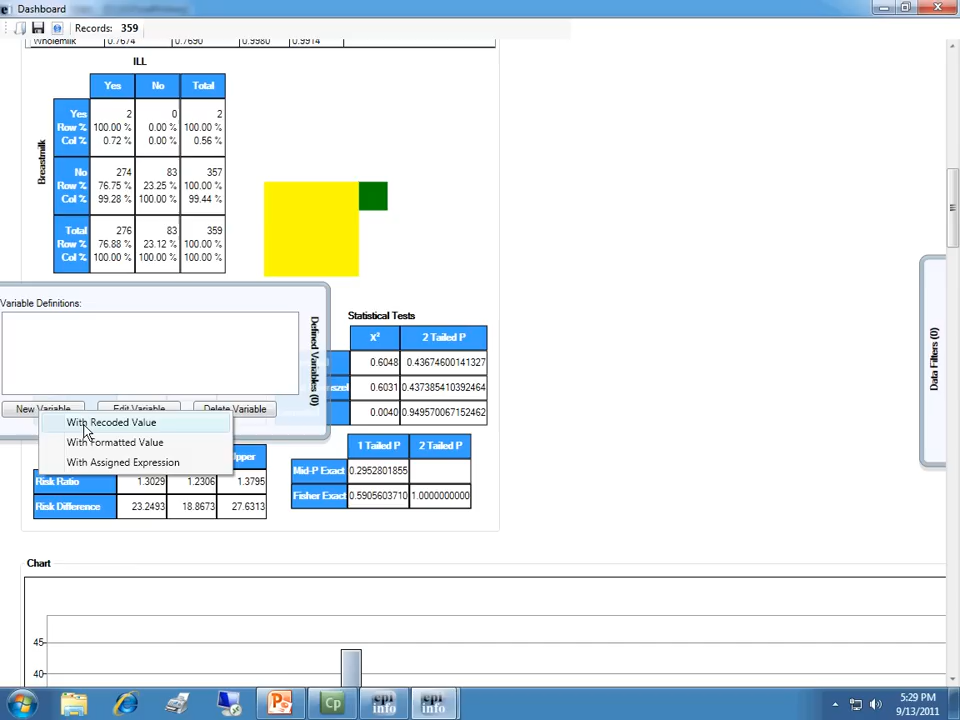 Dashboard
Records: 359
Wholemilk 0.7674 0.7690 0.9980 0.9914
ILL
Yes No Total
Breastmilk
Yes 2 0 2
Row % 100.00 % 0.00 % 100.00 %
Col % 0.72 % 0.00 % 0.56 %
No 274 83 357
Row % 76.75 % 23.25 % 100.00 %
Col % 99.28 % 100.00 % 99.44 %
Total 276 83 359
Row % 76.88 % 23.12 % 100.00 %
Col % 100.00 % 100.00 % 100.00 %
Variable Definitions:
Defined Variables (0)
New Variable Edit Variable Delete Variable
With Recoded Value
With Formatted Value
With Assigned Expression
Statistical Tests
X² 2 Tailed P
0.6048 0.43674600141327
0.6031 0.437385410392464
0.0040 0.949570067152462
Upper
Risk Ratio 1.3029 1.2306 1.3795
Risk Difference 23.2493 18.8673 27.6313
1 Tailed P 2 Tailed P
Mid-P Exact 0.2952801855
Fisher Exact 0.5905603710 1.0000000000
Data Filters (0)
Chart
45
40
Cp
epi info
epi info
5:29 PM
9/13/2011